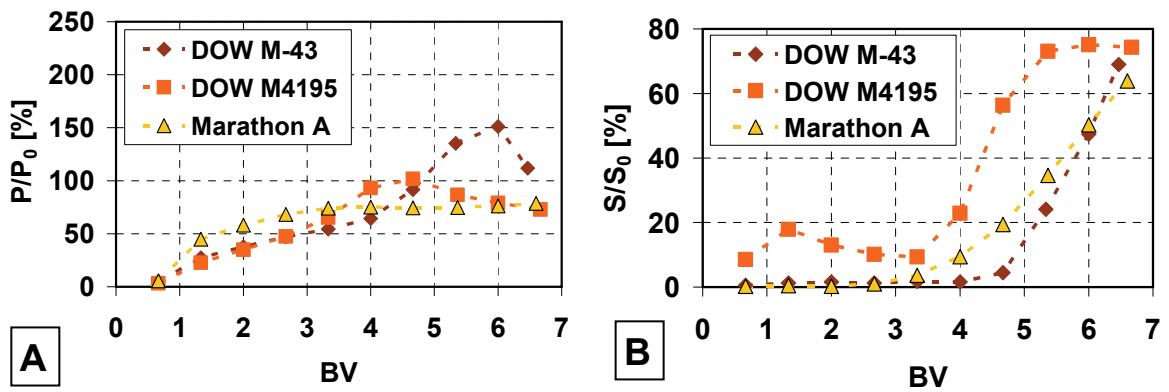 250
200
150
100
50
0
P/P0 [%]
DOW M-43
DOW M4195
Marathon A
0 1 2 3 4 5 6 7
BV
A
80
60
40
20
0
S/S0 [%]
DOW M-43
DOW M4195
Marathon A
0 1 2 3 4 5 6 7
BV
B